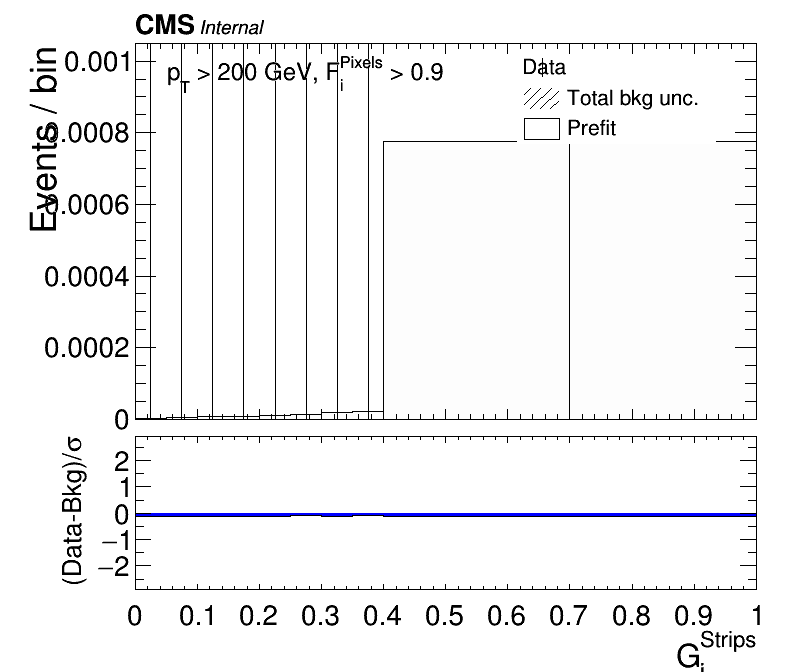 CMS Internal
p_T > 200 GeV, F_i^Pixels > 0.9
Data
Total bkg unc.
Prefit
Events / bin
0.001
0.0008
0.0006
0.0004
0.0002
0
(Data-Bkg)/σ
2
1
0
−1
−2
0 0.1 0.2 0.3 0.4 0.5 0.6 0.7 0.8 0.9 1
G_i^Strips